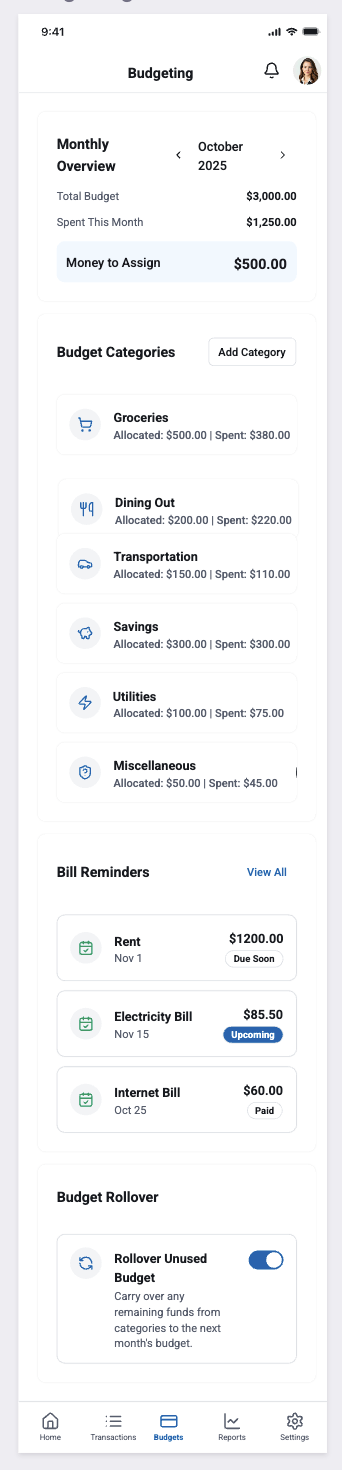 9:41
Budgeting
Monthly
Overview
October
2025
Total Budget $3,000.00
Spent This Month $1,250.00
Money to Assign $500.00
Budget Categories Add Category
Groceries
Allocated: $500.00 | Spent: $380.00
Dining Out
Allocated: $200.00 | Spent: $220.00
Transportation
Allocated: $150.00 | Spent: $110.00
Savings
Allocated: $300.00 | Spent: $300.00
Utilities
Allocated: $100.00 | Spent: $75.00
Miscellaneous
Allocated: $50.00 | Spent: $45.00
Bill Reminders View All
Rent $1200.00
Nov 1 Due Soon
Electricity Bill $85.50
Nov 15 Upcoming
Internet Bill $60.00
Oct 25 Paid
Budget Rollover
Rollover Unused
Budget
Carry over any
remaining funds from
categories to the next
month's budget.
Home Transactions Budgets Reports Settings